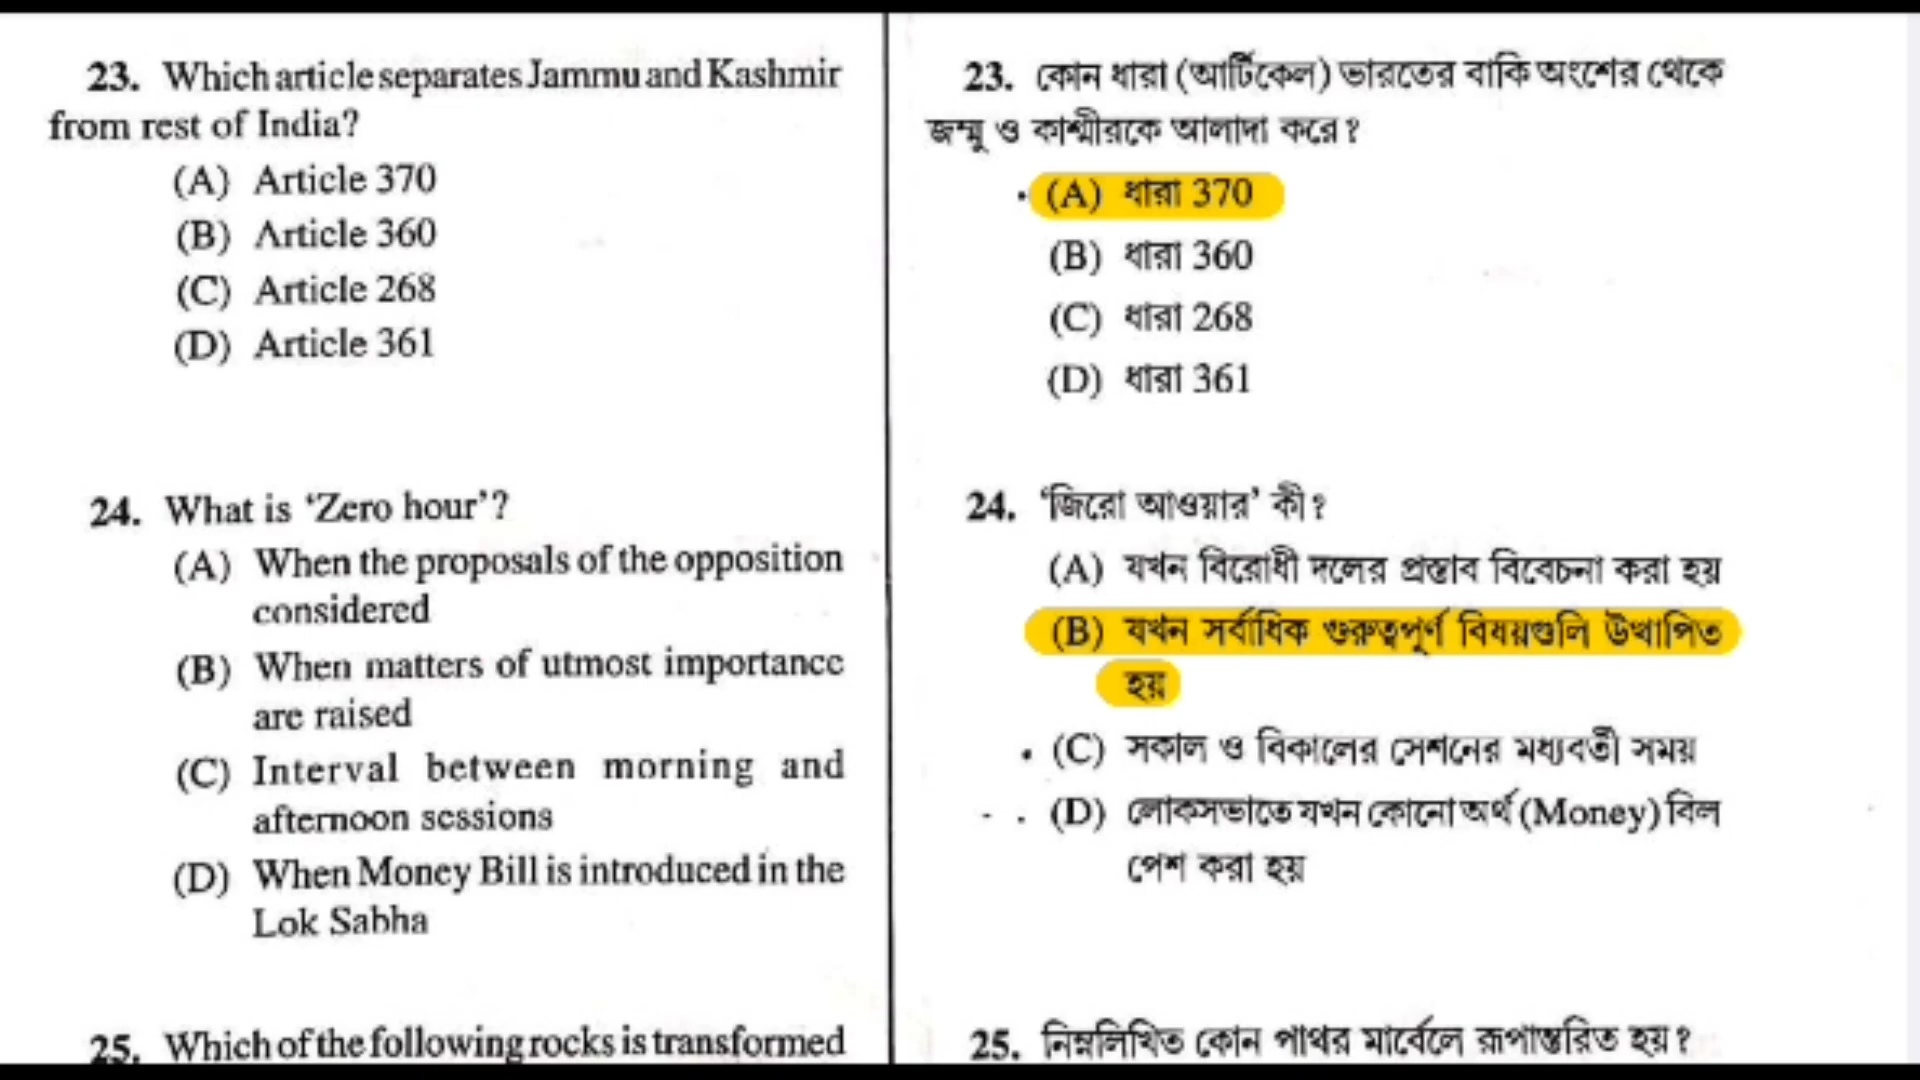 23. Which article separates Jammu and Kashmir
from rest of India?
(A) Article 370
(B) Article 360
(C) Article 268
(D) Article 361
24. What is ‘Zero hour’?
(A) When the proposals of the opposition
considered
(B) When matters of utmost importance
are raised
(C) Interval between morning and
afternoon sessions
(D) When Money Bill is introduced in the
Lok Sabha
25. Which of the following rocks is transformed
23. কোন ধারা (আর্টিকেল) ভারতের বাকি অংশের থেকে
জম্মু ও কাশ্মীরকে আলাদা করে?
(A) ধারা 370
(B) ধারা 360
(C) ধারা 268
(D) ধারা 361
24. ‘জিরো আওয়ার’ কী?
(A) যখন বিরোধী দলের প্রস্তাব বিবেচনা করা হয়
(B) যখন সর্বাধিক গুরুত্বপূর্ণ বিষয়গুলি উত্থাপিত
হয়
(C) সকাল ও বিকালের সেশনের মধ্যবর্তী সময়
(D) লোকসভাতে যখন কোনো অর্থ (Money) বিল
পেশ করা হয়
25. নিম্নলিখিত কোন পাথর মার্বেলে রূপান্তরিত হয়?